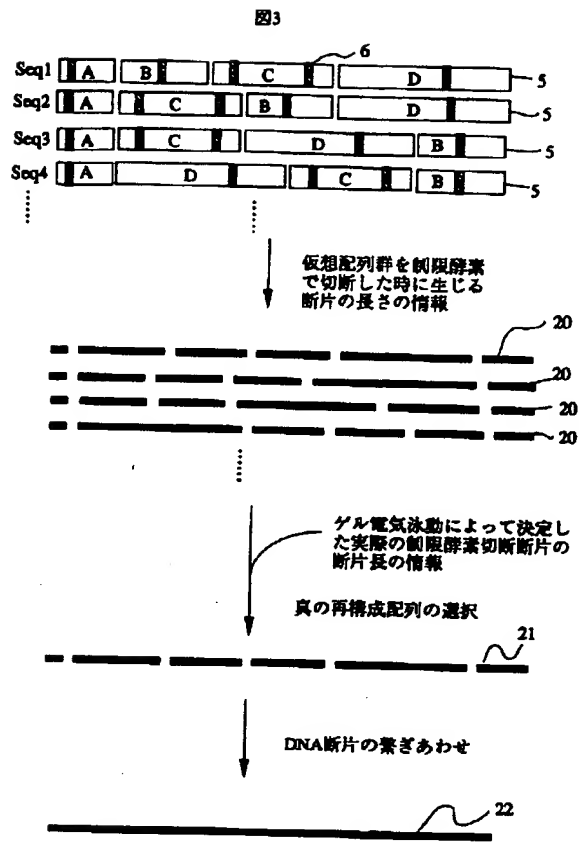 図3
6
Seq1 A B C D 5
Seq2 A C B D 5
Seq3 A C D B 5
Seq4 A D C B 5
仮想配列群を制限酵素
で切断した時に生じる
断片の長さの情報
20
20
20
20
ゲル電気泳動によって決定し
た実際の制限酵素切断断片の
断片長の情報
真の再構成配列の選択
21
DNA断片の繋ぎあわせ
22